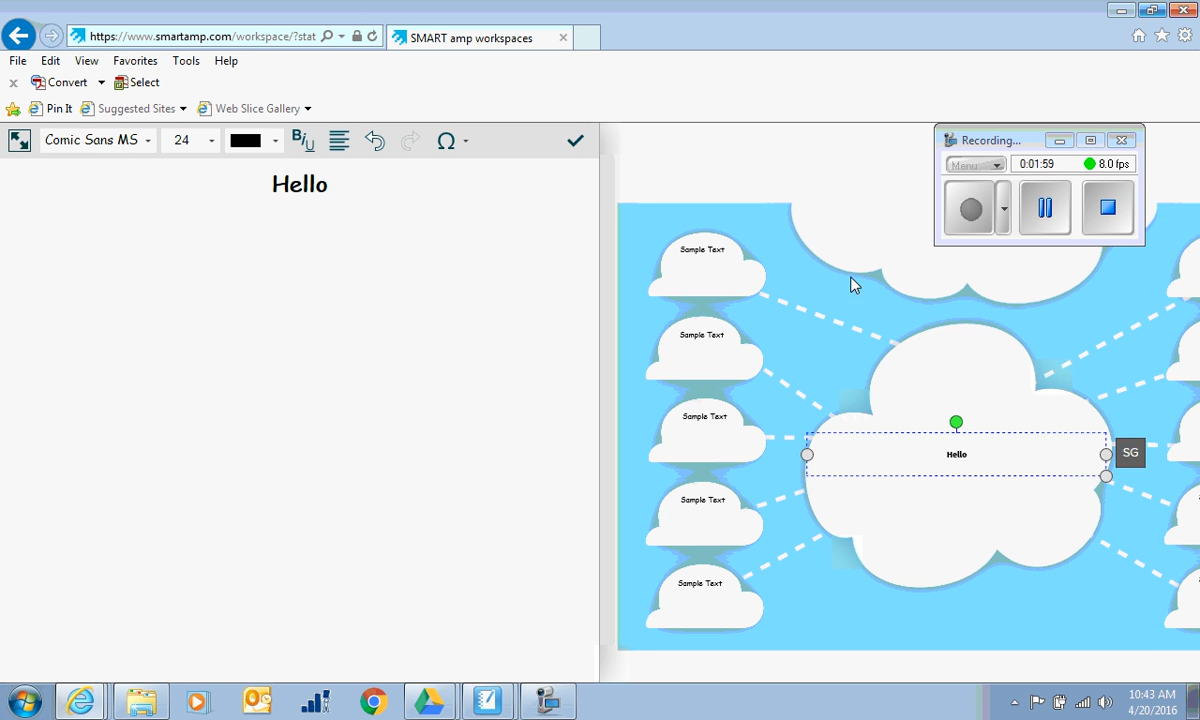 https://www.smartamp.com/workspace/?stat
SMART amp workspaces
File Edit View Favorites Tools Help
x Convert Select
Pin It Suggested Sites Web Slice Gallery
Comic Sans MS 24 BIU Ω
Hello
Recording...
Menu 0:01:59 8.0 fps
Sample Text
Sample Text
Sample Text
Sample Text
Sample Text
Hello
SG
10:43 AM
4/20/2016